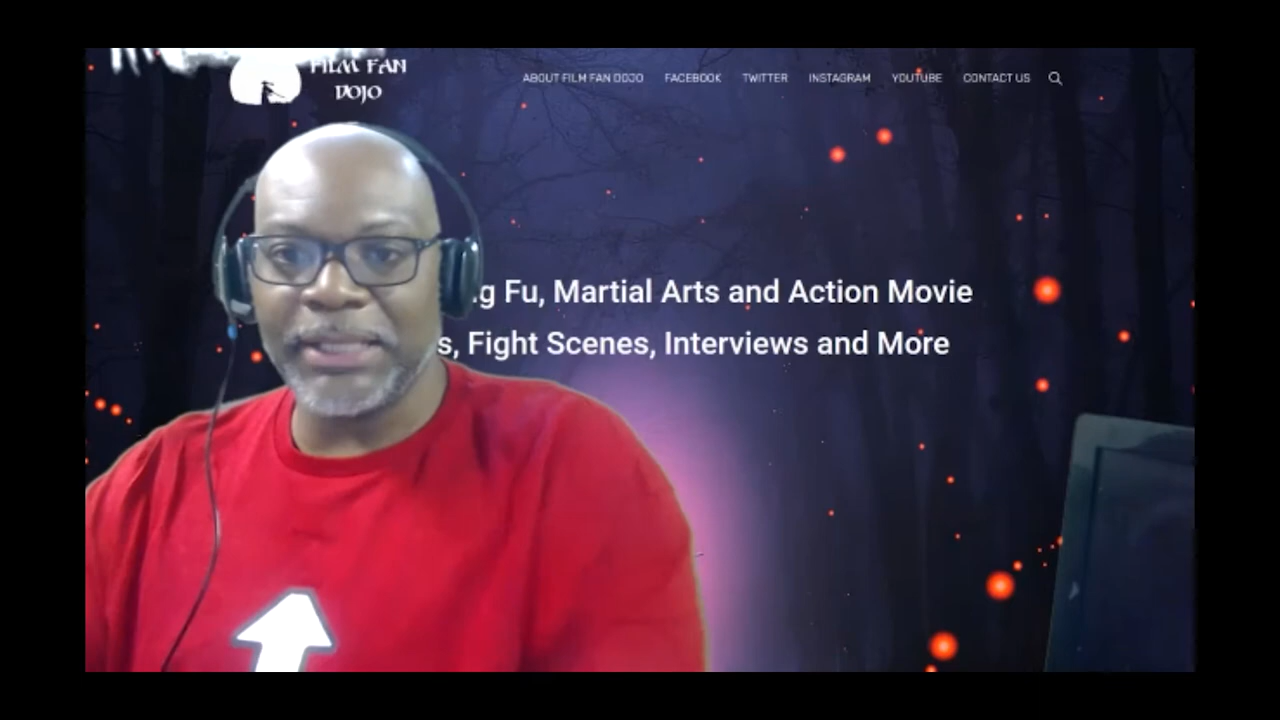 FILM FAN
DOJO
ABOUT FILM FAN DOJO FACEBOOK TWITTER INSTAGRAM YOUTUBE CONTACT US
g Fu, Martial Arts and Action Movie
s, Fight Scenes, Interviews and More